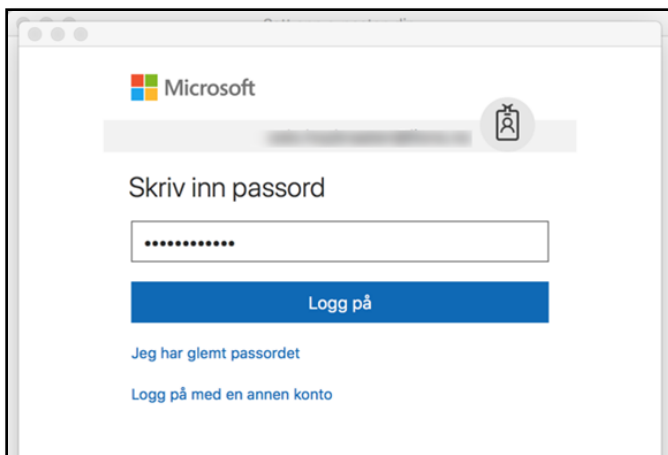 Microsoft
Skriv inn passord
••••••••••••
Logg på
Jeg har glemt passordet
Logg på med en annen konto